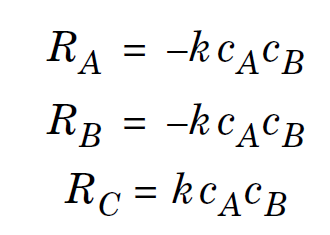 R_A = –k c_A c_B
R_B = –k c_A c_B
R_C = k c_A c_B